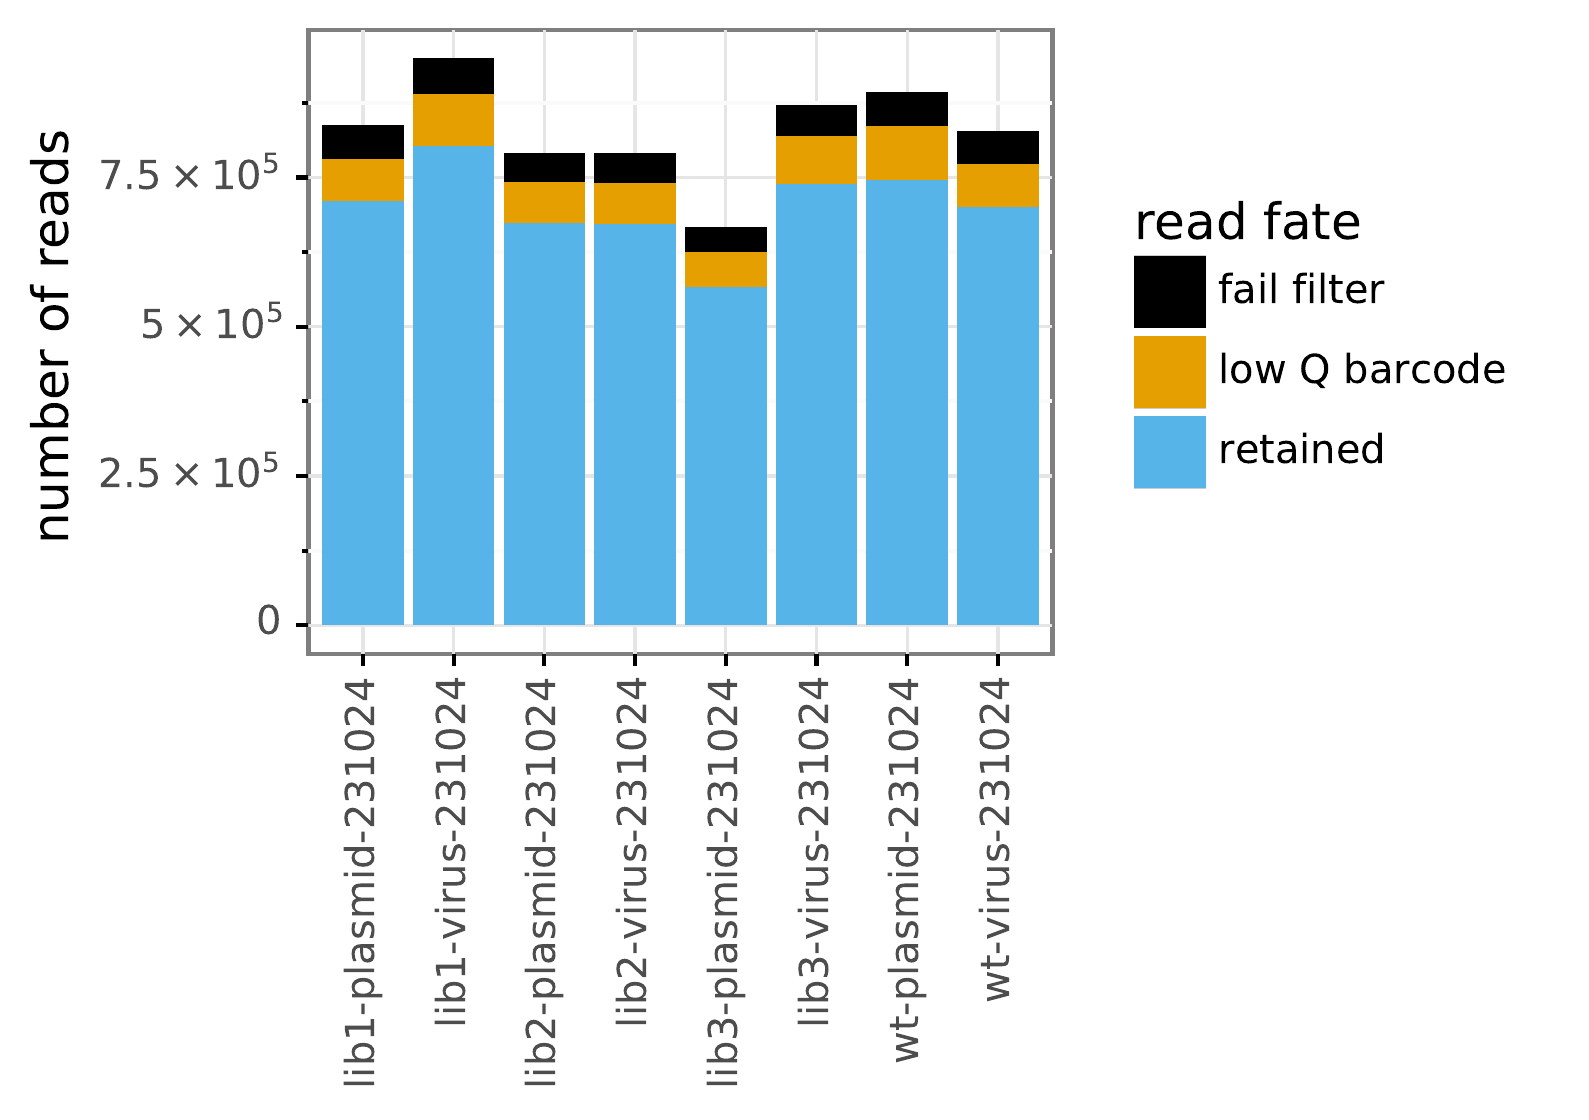 number of reads
7.5 × 10⁵
5 × 10⁵
2.5 × 10⁵
0
lib1-plasmid-231024
lib1-virus-231024
lib2-plasmid-231024
lib2-virus-231024
lib3-plasmid-231024
lib3-virus-231024
wt-plasmid-231024
wt-virus-231024
read fate
fail filter
low Q barcode
retained